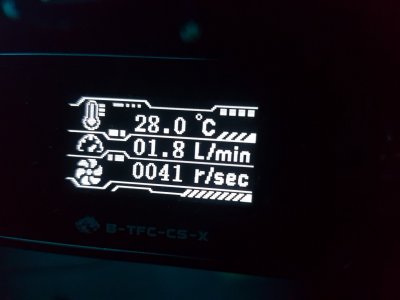 28.0 °C
01.8 L/min
0041 r/sec
B-TFC-CS-X